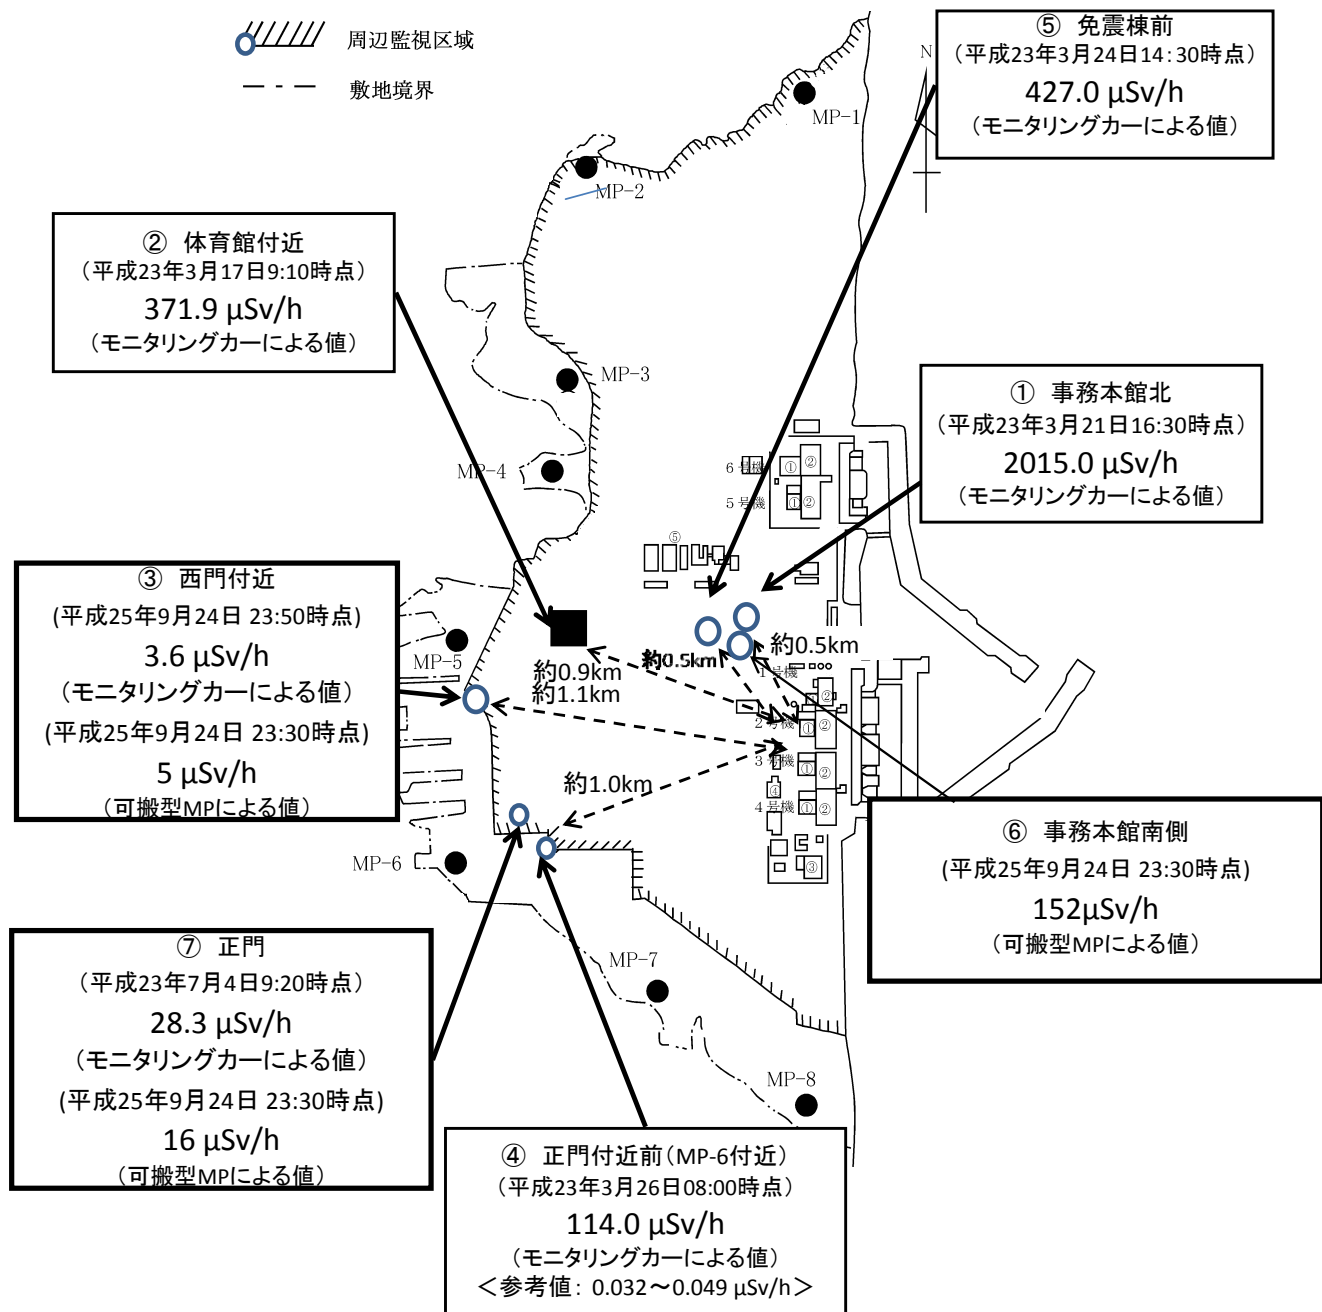 周辺監視区域
敷地境界
⑤ 免震棟前
（平成23年3月24日14:30時点）
427.0 μSv/h
（モニタリングカーによる値）
N
MP-1
MP-2
② 体育館付近
（平成23年3月17日9:10時点）
371.9 μSv/h
（モニタリングカーによる値）
MP-3
① 事務本館北
（平成23年3月21日16:30時点）
2015.0 μSv/h
（モニタリングカーによる値）
MP-4
6号機
①
②
5号機
①
②
⑤
③ 西門付近
(平成25年9月24日 23:50時点)
3.6 μSv/h
（モニタリングカーによる値）
(平成25年9月24日 23:30時点)
5 μSv/h
（可搬型MPによる値）
MP-5
約0.9km
約1.1km
約0.5km
約0.5km
1号機
②
2号機
①
②
3号機
①
②
④
4号機
①
②
③
約1.0km
MP-6
⑥ 事務本館南側
(平成25年9月24日 23:30時点)
152μSv/h
（可搬型MPによる値）
⑦ 正門
（平成23年7月4日9:20時点）
28.3 μSv/h
（モニタリングカーによる値）
(平成25年9月24日 23:30時点)
16 μSv/h
（可搬型MPによる値）
MP-7
MP-8
④ 正門付近前（MP-6付近）
（平成23年3月26日08:00時点）
114.0 μSv/h
（モニタリングカーによる値）
＜参考値： 0.032～0.049 μSv/h＞